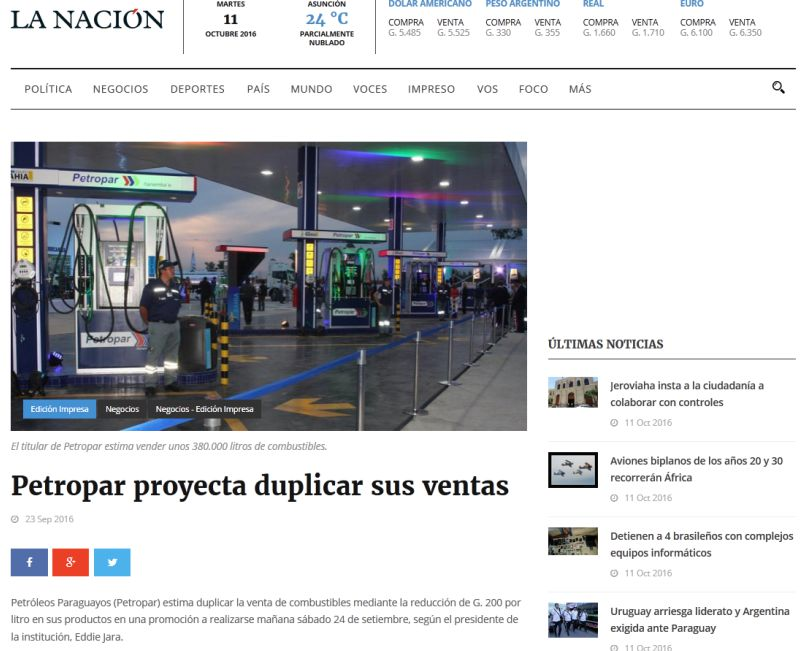 LA NACIÓN
MARTES
11
OCTUBRE 2016
ASUNCIÓN
24 °C
PARCIALMENTE
NUBLADO
DOLAR AMERICANO
COMPRA VENTA
G. 5.485 G. 5.525
PESO ARGENTINO
COMPRA VENTA
G. 330 G. 355
REAL
COMPRA VENTA
G. 1.660 G. 1.710
EURO
COMPRA VENTA
G. 6.100 G. 6.350
POLÍTICA NEGOCIOS DEPORTES PAÍS MUNDO VOCES IMPRESO VOS FOCO MÁS
Petropar
Petropar
Petropar
Petropar
Petropar
Edición Impresa Negocios Negocios - Edición Impresa
El titular de Petropar estima vender unos 380.000 litros de combustibles.
Petropar proyecta duplicar sus ventas
23 Sep 2016
Petróleos Paraguayos (Petropar) estima duplicar la venta de combustibles mediante la reducción de G. 200 por
litro en sus productos en una promoción a realizarse mañana sábado 24 de setiembre, según el presidente de
la institución, Eddie Jara.
ÚLTIMAS NOTICIAS
Jeroviaha insta a la ciudadanía a
colaborar con controles
11 Oct 2016
Aviones biplanos de los años 20 y 30
recorrerán África
11 Oct 2016
Detienen a 4 brasileños con complejos
equipos informáticos
11 Oct 2016
Uruguay arriesga liderato y Argentina
exigida ante Paraguay
11 Oct 2016